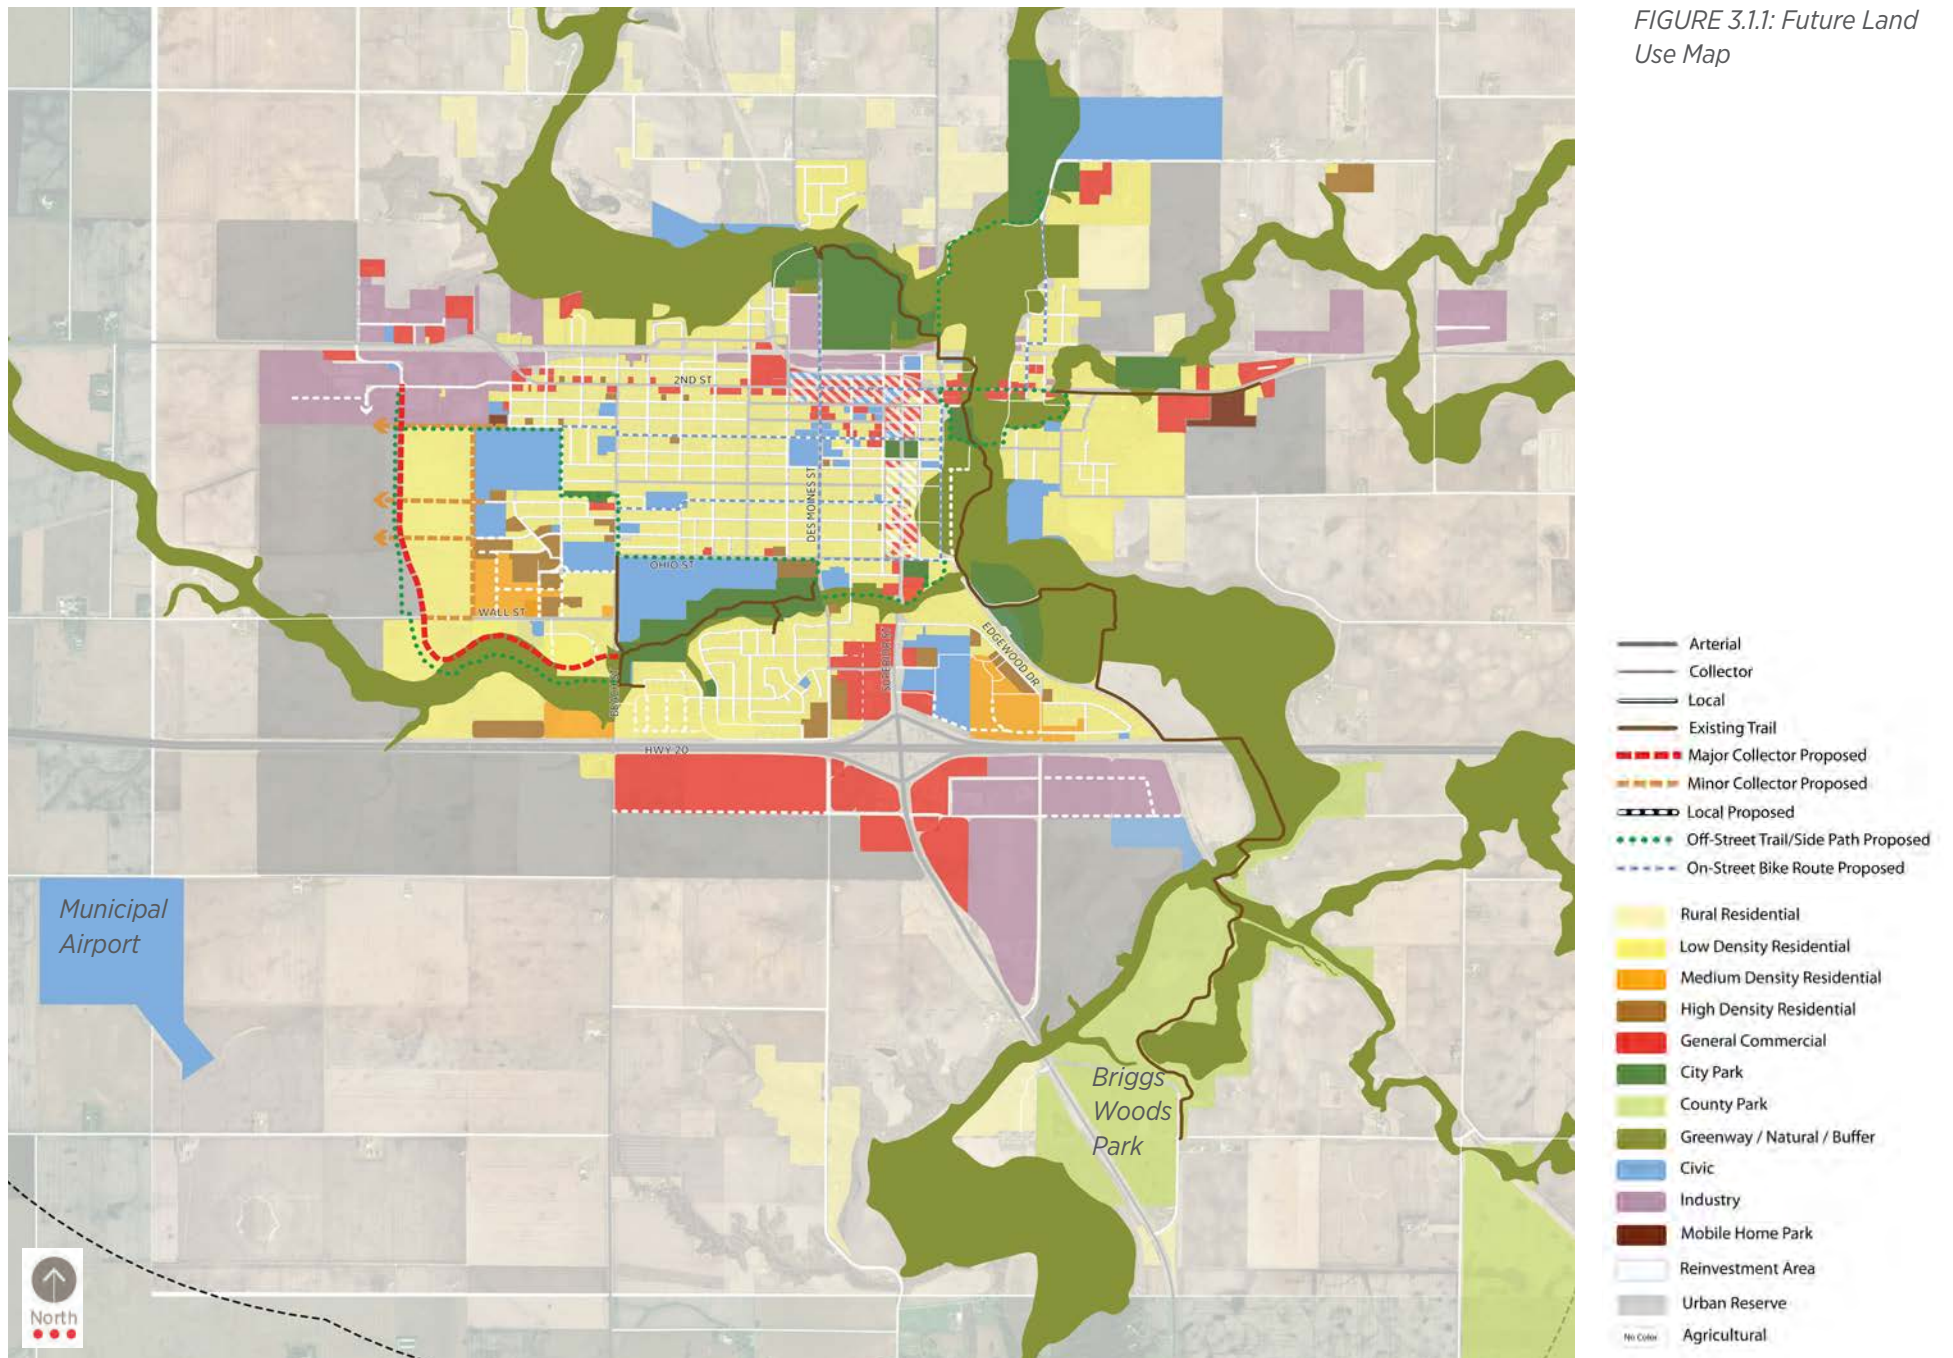 FIGURE 3.1.1: Future Land
Use Map
2ND ST
DES MOINES ST
OHIO ST
WALL ST
SUPERIOR ST
EDGEWOOD DR
HWY 20
Municipal
Airport
Briggs
Woods
Park
North
Arterial
Collector
Local
Existing Trail
Major Collector Proposed
Minor Collector Proposed
Local Proposed
Off-Street Trail/Side Path Proposed
On-Street Bike Route Proposed
Rural Residential
Low Density Residential
Medium Density Residential
High Density Residential
General Commercial
City Park
County Park
Greenway / Natural / Buffer
Civic
Industry
Mobile Home Park
Reinvestment Area
Urban Reserve
No Color
Agricultural